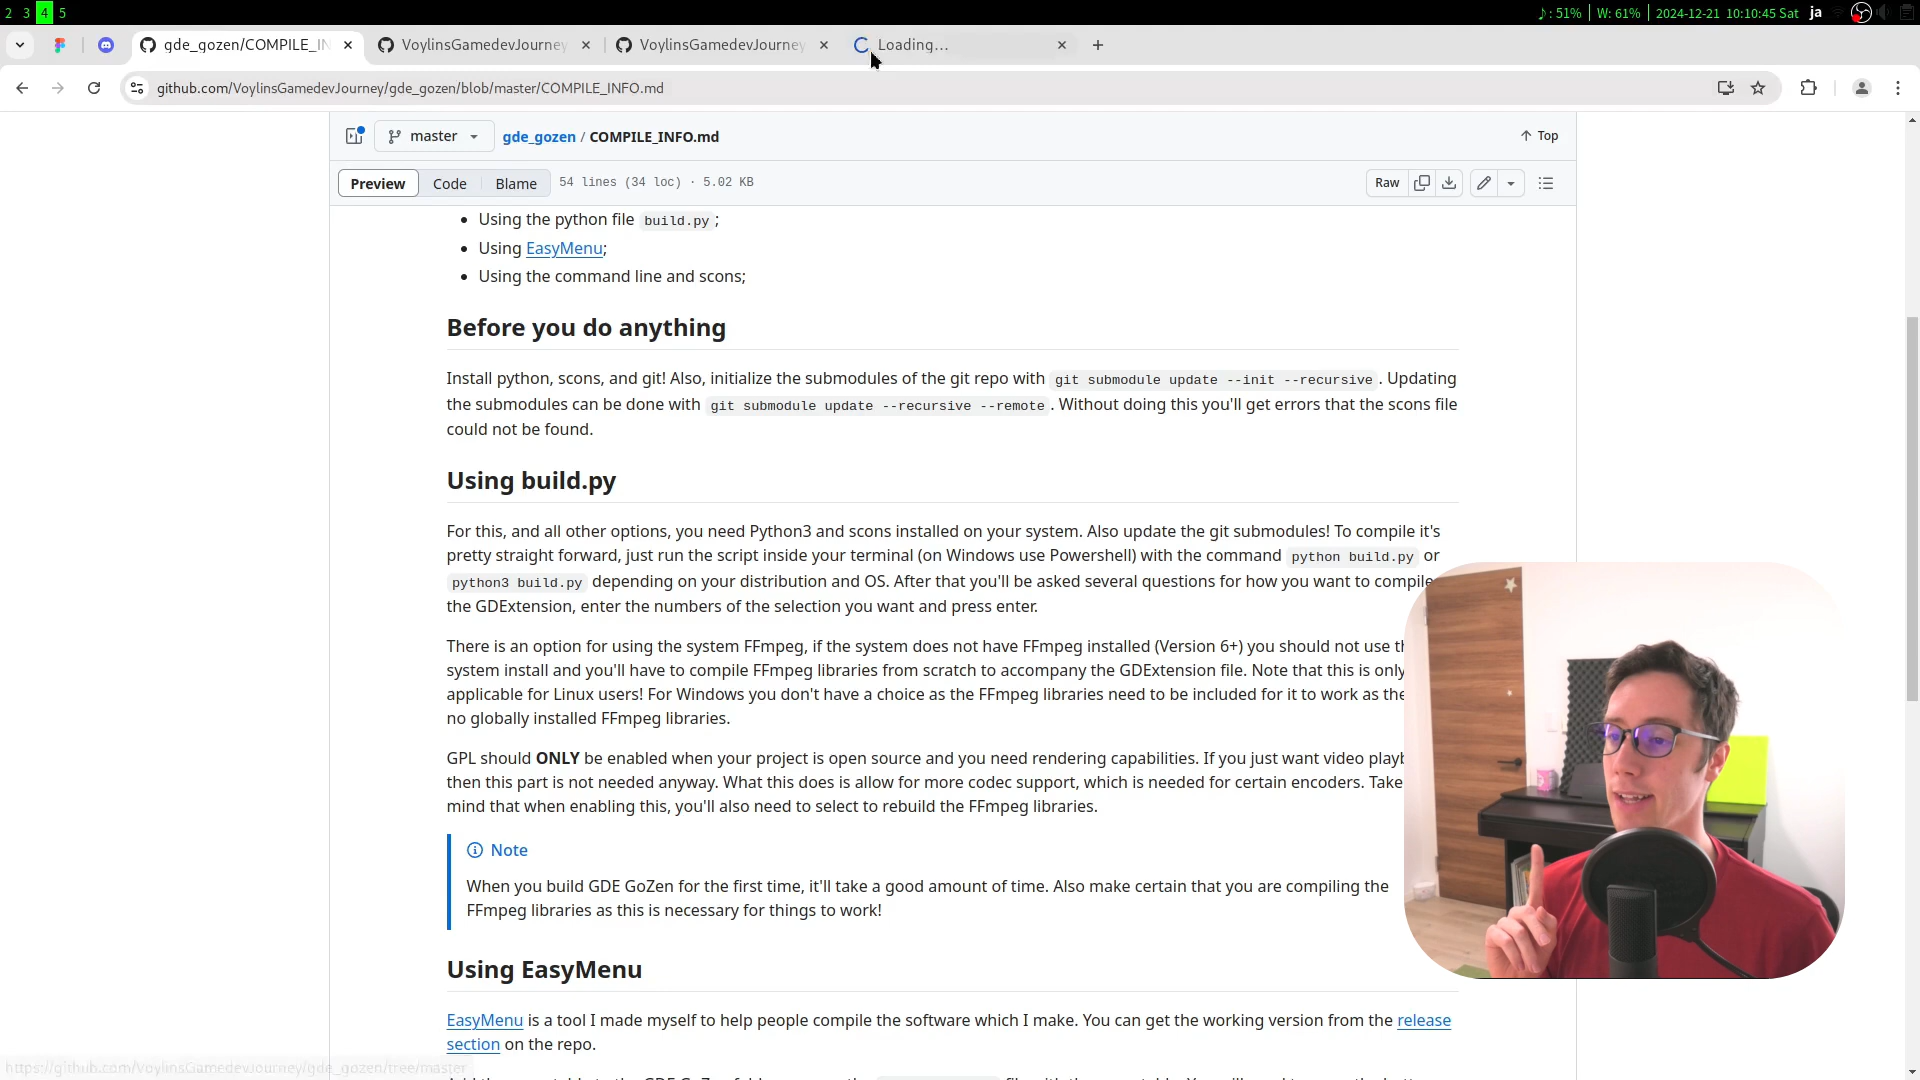 2 3 4 5
♪: 51% | W: 61% | 2024-12-21 10:10:45 Sat ja
gde_gozen/COMPILE_IN
VoylinsGamedevJourney
VoylinsGamedevJourney
Loading...
github.com/VoylinsGamedevJourney/gde_gozen/blob/master/COMPILE_INFO.md
master
gde_gozen / COMPILE_INFO.md
Top
Preview Code Blame 54 lines (34 loc) · 5.02 KB
Raw
Using the python file build.py ;
Using EasyMenu;
Using the command line and scons;
Before you do anything
Install python, scons, and git! Also, initialize the submodules of the git repo with git submodule update --init --recursive . Updating
the submodules can be done with git submodule update --recursive --remote . Without doing this you'll get errors that the scons file
could not be found.
Using build.py
For this, and all other options, you need Python3 and scons installed on your system. Also update the git submodules! To compile it's
pretty straight forward, just run the script inside your terminal (on Windows use Powershell) with the command python build.py or
python3 build.py depending on your distribution and OS. After that you'll be asked several questions for how you want to compile
the GDExtension, enter the numbers of the selection you want and press enter.
There is an option for using the system FFmpeg, if the system does not have FFmpeg installed (Version 6+) you should not use
system install and you'll have to compile FFmpeg libraries from scratch to accompany the GDExtension file. Note that this is only
applicable for Linux users! For Windows you don't have a choice as the FFmpeg libraries need to be included for it to work as
no globally installed FFmpeg libraries.
GPL should ONLY be enabled when your project is open source and you need rendering capabilities. If you just want video
then this part is not needed anyway. What this does is allow for more codec support, which is needed for certain encoders. Take
mind that when enabling this, you'll also need to select to rebuild the FFmpeg libraries.
Note
When you build GDE GoZen for the first time, it'll take a good amount of time. Also make certain that you are compiling the
FFmpeg libraries as this is necessary for things to work!
Using EasyMenu
EasyMenu is a tool I made myself to help people compile the software which I make. You can get the working version from the release
section on the repo.
https://github.com/VoylinsGamedevJourney/gde_gozen/tree/master